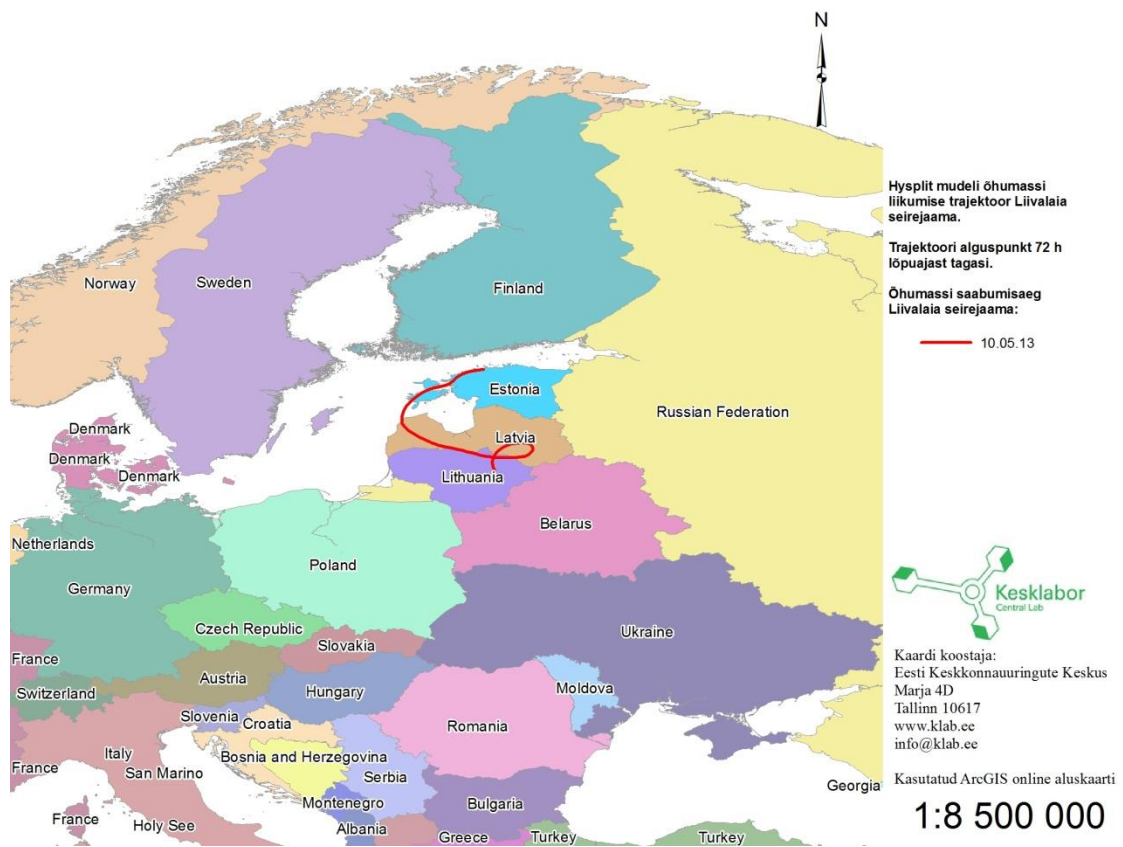 N
Hysplit mudeli õhumassi
liikumise trajektoor Liivalaia
seirejaama.
Trajektoori alguspunkt 72 h
lõpuajast tagasi.
Õhumassi saabumisaeg
Liivalaia seirejaama:
10.05.13
Norway
Sweden
Finland
Estonia
Russian Federation
Denmark
Latvia
Denmark
Denmark
Lithuania
Belarus
Netherlands
Poland
Germany
Czech Republic
Ukraine
Slovakia
France
Austria
Switzerland
Hungary
Moldova
Slovenia
Croatia
Romania
Italy
Bosnia and Herzegovina
France
San Marino
Serbia
Georgia
Montenegro
Bulgaria
France
Holy See
Albania
Greece
Turkey
Turkey
Kesklabor
Central Lab
Kaardi koostaja:
Eesti Keskkonnauuringute Keskus
Marja 4D
Tallinn 10617
www.klab.ee
info@klab.ee
Kasutatud ArcGIS online aluskaarti
1:8 500 000